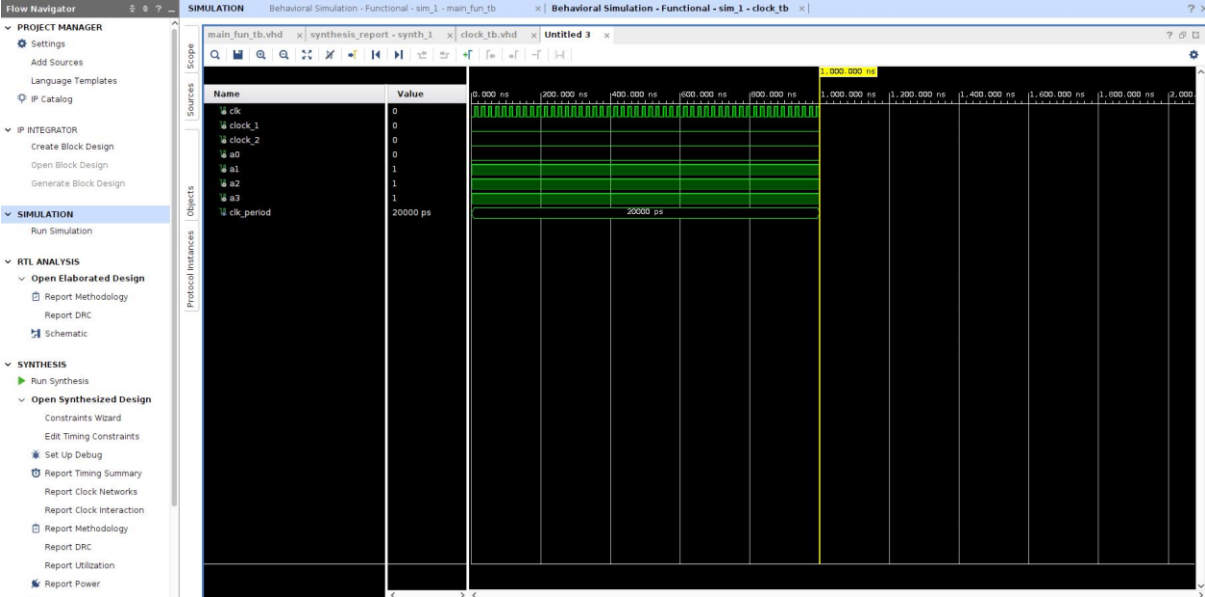 Flow Navigator
SIMULATION Behavioral Simulation - Functional - sim_1 - main_fun_tb Behavioral Simulation - Functional - sim_1 - clock_tb
PROJECT MANAGER
Settings
Add Sources
Language Templates
IP Catalog
IP INTEGRATOR
Create Block Design
Open Block Design
Generate Block Design
SIMULATION
Run Simulation
RTL ANALYSIS
Open Elaborated Design
Report Methodology
Report DRC
Schematic
SYNTHESIS
Run Synthesis
Open Synthesized Design
Constraints Wizard
Edit Timing Constraints
Set Up Debug
Report Timing Summary
Report Clock Networks
Report Clock Interaction
Report Methodology
Report DRC
Report Utilization
Report Power
Scope
Sources
Objects
Protocol Instances
main_fun_tb.vhd synthesis_report - synth_1 clock_tb.vhd Untitled 3
1,000.000 ns
Name Value
0.000 ns 200.000 ns 400.000 ns 600.000 ns 800.000 ns 1,000.000 ns 1,200.000 ns 1,400.000 ns 1,600.000 ns 1,800.000 ns 2,000.
clk 0
clock_1 0
clock_2 0
a0 0
a1 1
a2 1
a3 1
clk_period 20000 ps 20000 ps